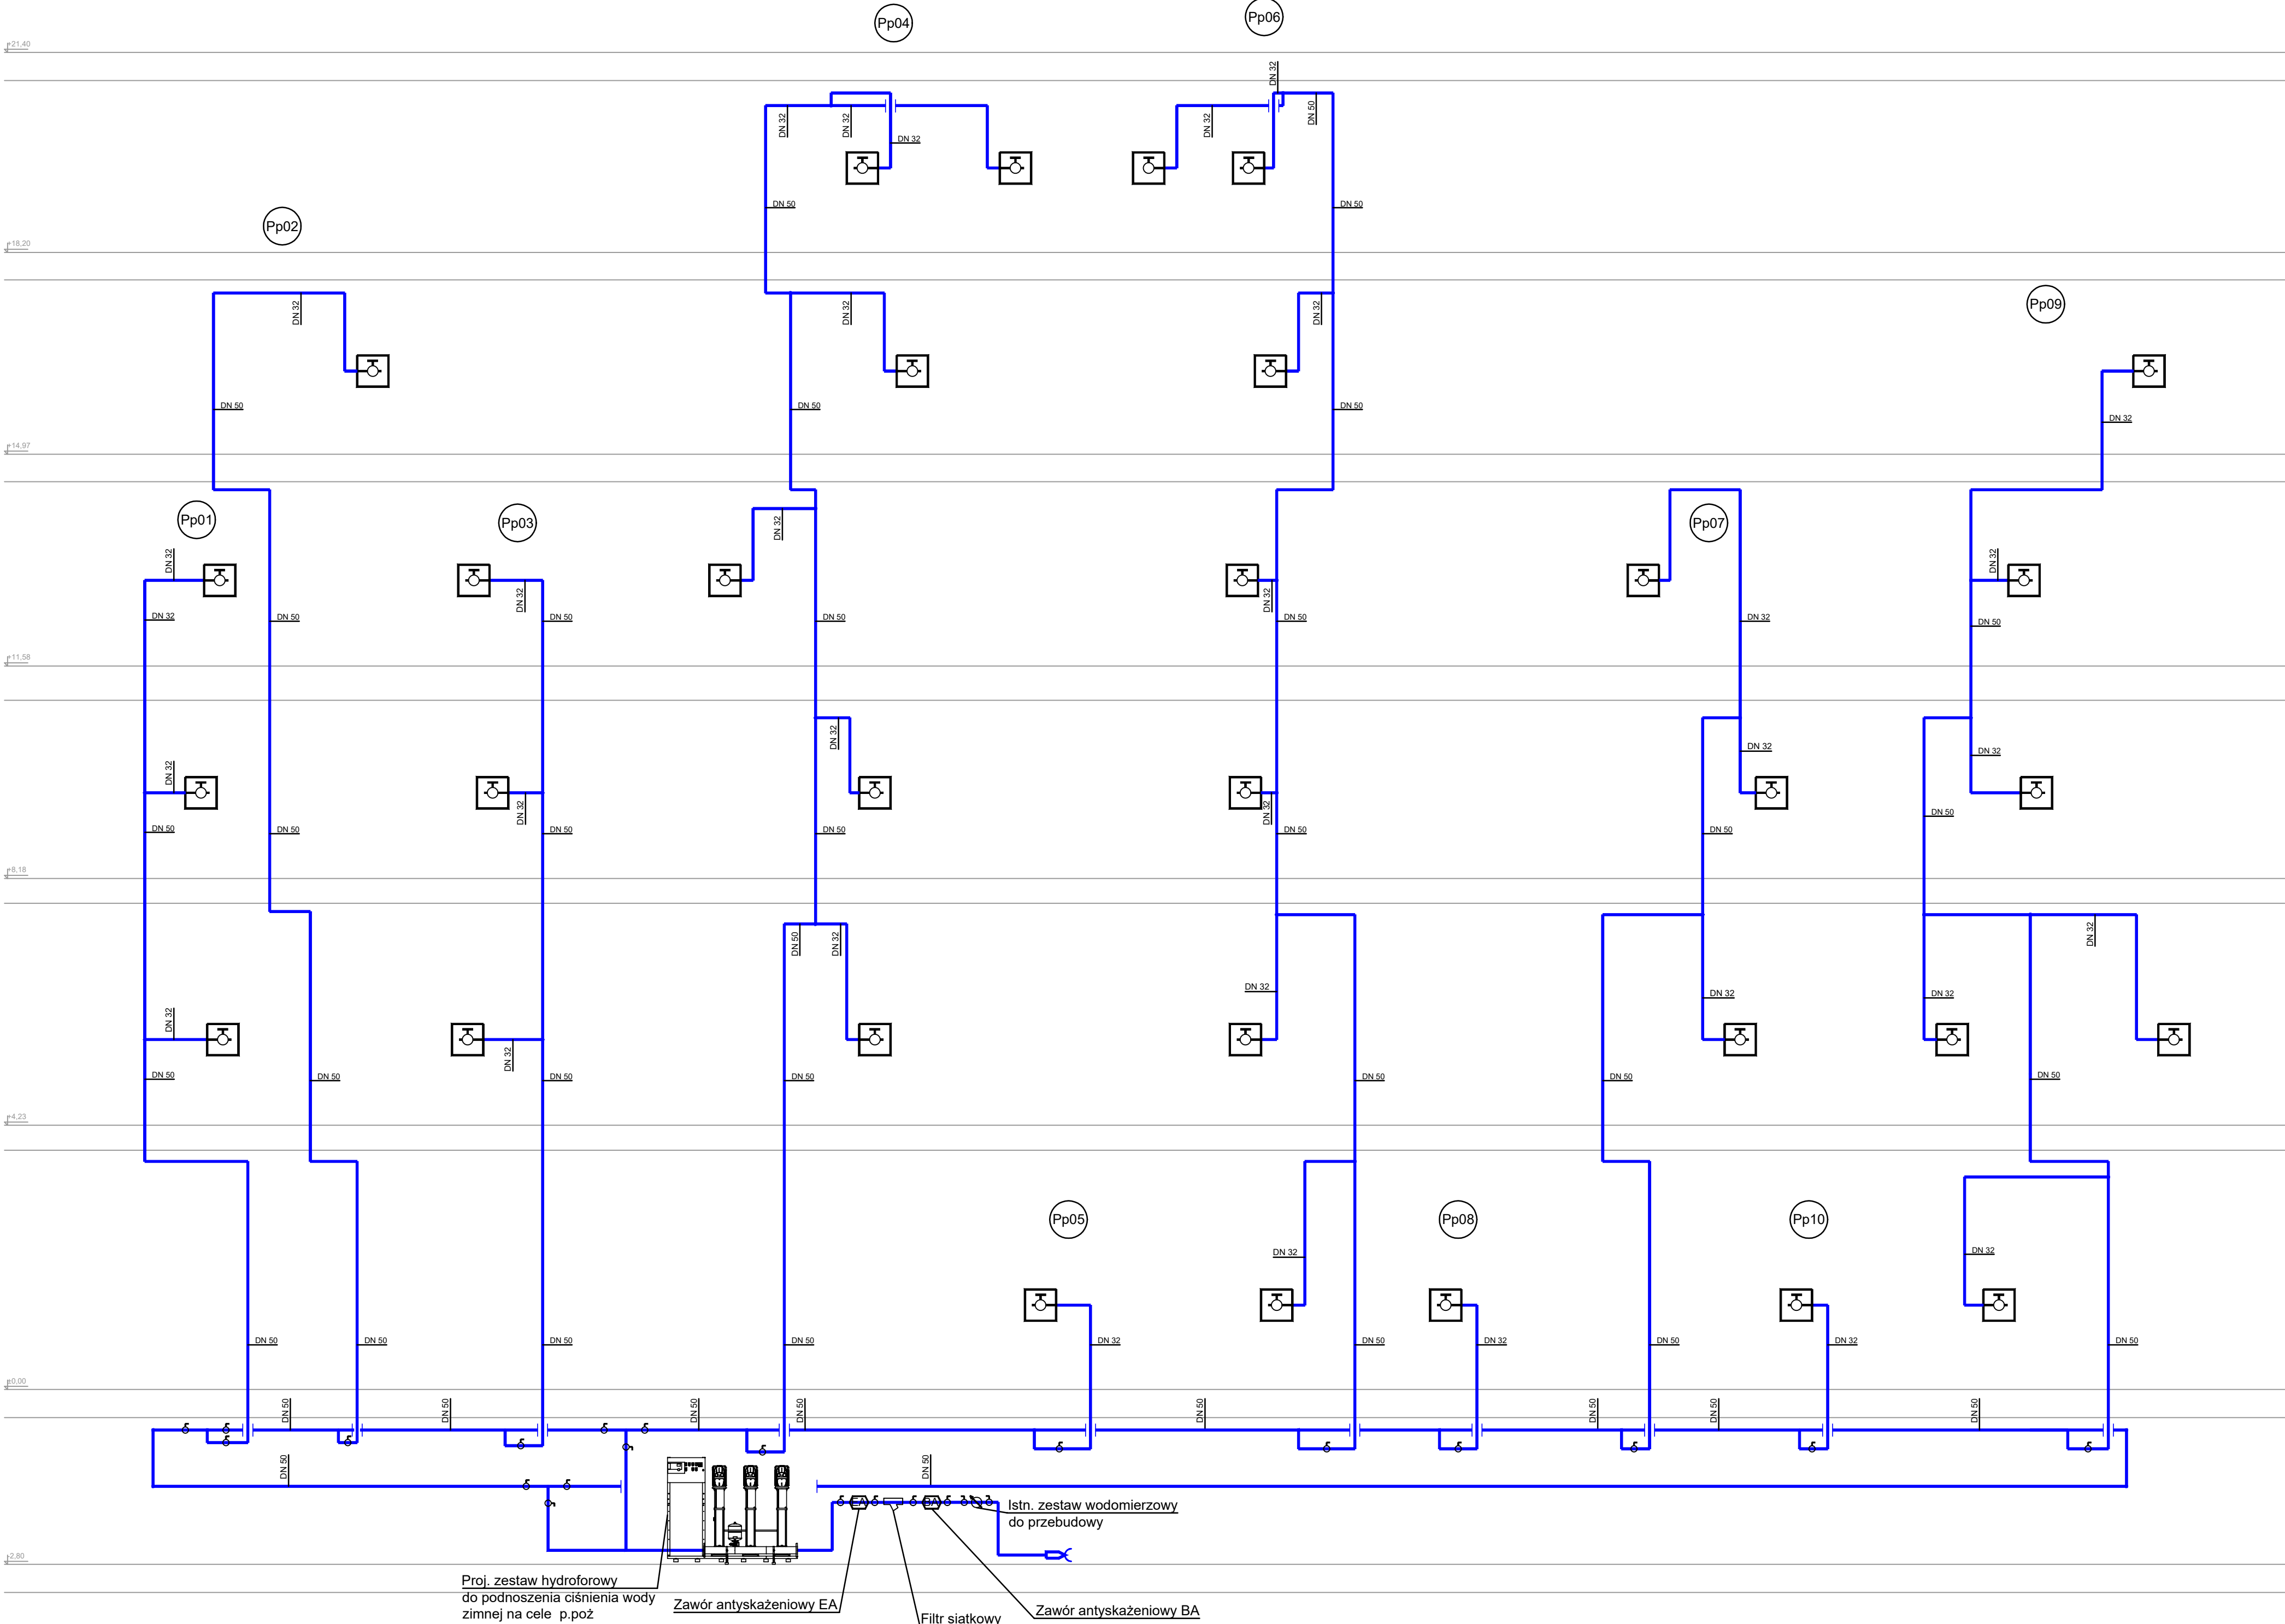 Pp04
Pp06
+21,40
DN 32
DN 32
DN 32
DN 32
DN 50
DN 32
DN 50
DN 50
Pp02
+18,20
DN 32
DN 32
DN 32
Pp09
DN 50
DN 50
DN 50
DN 32
+14,97
Pp01
Pp03
Pp07
DN 32
DN 32
DN 32
DN 32
DN 32
DN 32
DN 50
DN 50
DN 50
DN 50
DN 32
DN 50
+11,58
DN 32
DN 32
DN 32
DN 32
DN 32
DN 32
DN 50
DN 50
DN 50
DN 50
DN 50
DN 50
DN 50
+8,18
DN 50
DN 32
DN 32
DN 32
DN 32
DN 32
DN 32
DN 32
DN 50
DN 50
DN 50
DN 50
DN 50
DN 50
DN 50
+4,23
Pp05
Pp08
Pp10
DN 32
DN 32
DN 50
DN 50
DN 50
DN 50
DN 32
DN 50
DN 32
DN 50
DN 32
DN 50
±0,00
DN 50
DN 50
DN 50
DN 50
DN 50
DN 50
DN 50
DN 50
DN 50
DN 50
EA
BA
Istn. zestaw wodomierzowy
do przebudowy
-2,80
Proj. zestaw hydroforowy
do podnoszenia ciśnienia wody
zimnej na cele p.poż
Zawór antyskażeniowy EA
Filtr siatkowy
Zawór antyskażeniowy BA